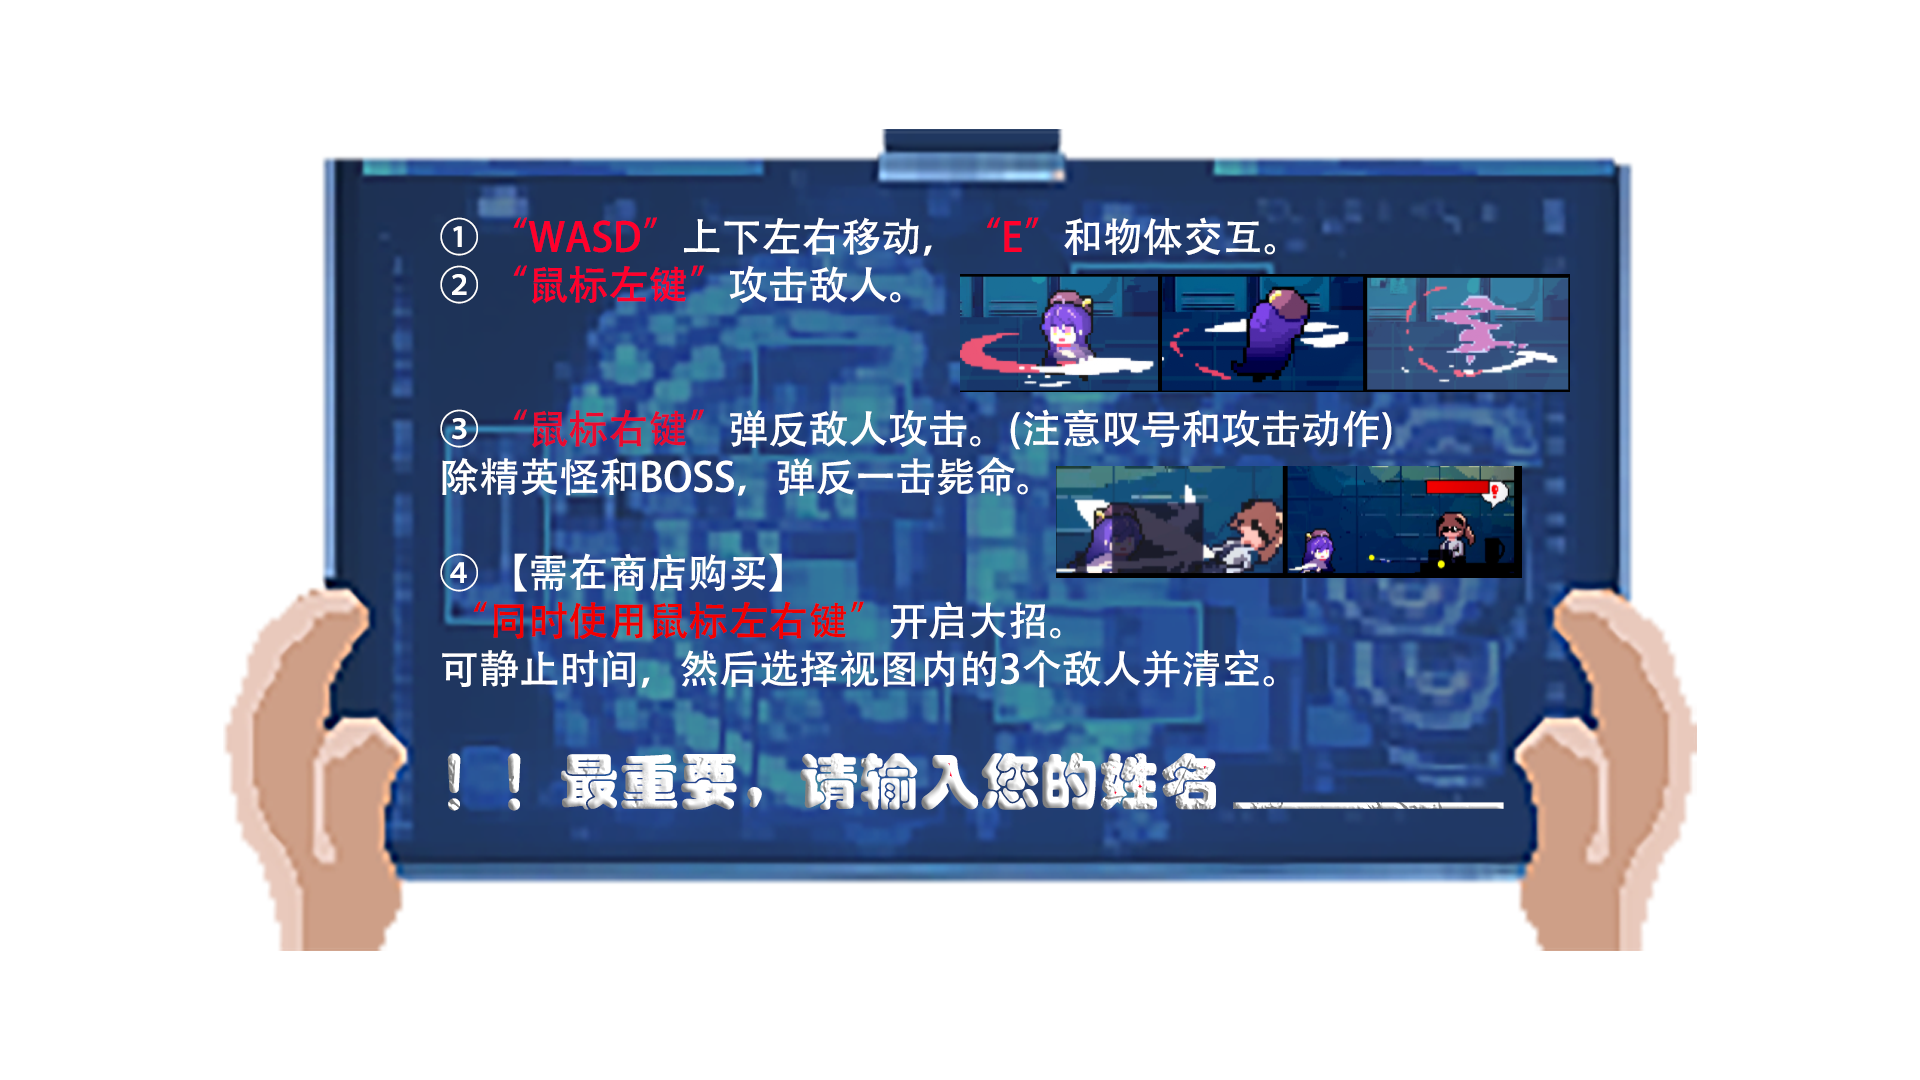 ① “WASD” 上下左右移动， “E” 和物体交互。
② “鼠标左键” 攻击敌人。
③ “鼠标右键” 弹反敌人攻击。(注意叹号和攻击动作)
除精英怪和BOSS，弹反一击毙命。
④ 【需在商店购买】
“同时使用鼠标左右键” 开启大招。
可静止时间，然后选择视图内的3个敌人并清空。
！！最重要，请输入您的姓名